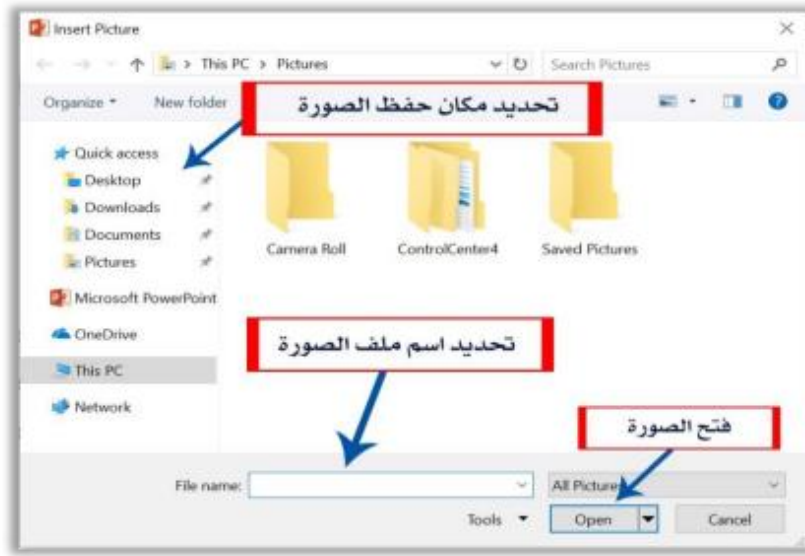 Insert Picture
This PC > Pictures
Search Pictures
Organize
New folder
تحديد مكان حفظ الصورة
Quick access
Desktop
Downloads
Documents
Pictures
Camera Roll
ControlCenter4
Saved Pictures
Microsoft PowerPoint
OneDrive
تحديد اسم ملف الصورة
This PC
Network
فتح الصورة
File name:
All Pictures
Tools
Open
Cancel